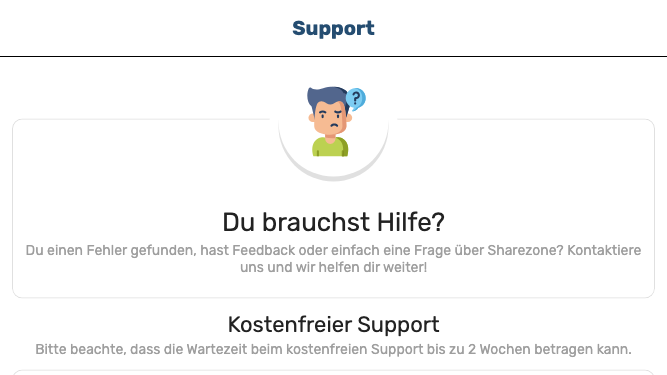 Support
?
Du brauchst Hilfe?
Du einen Fehler gefunden, hast Feedback oder einfach eine Frage über Sharezone? Kontaktiere
uns und wir helfen dir weiter!
Kostenfreier Support
Bitte beachte, dass die Wartezeit beim kostenfreien Support bis zu 2 Wochen betragen kann.